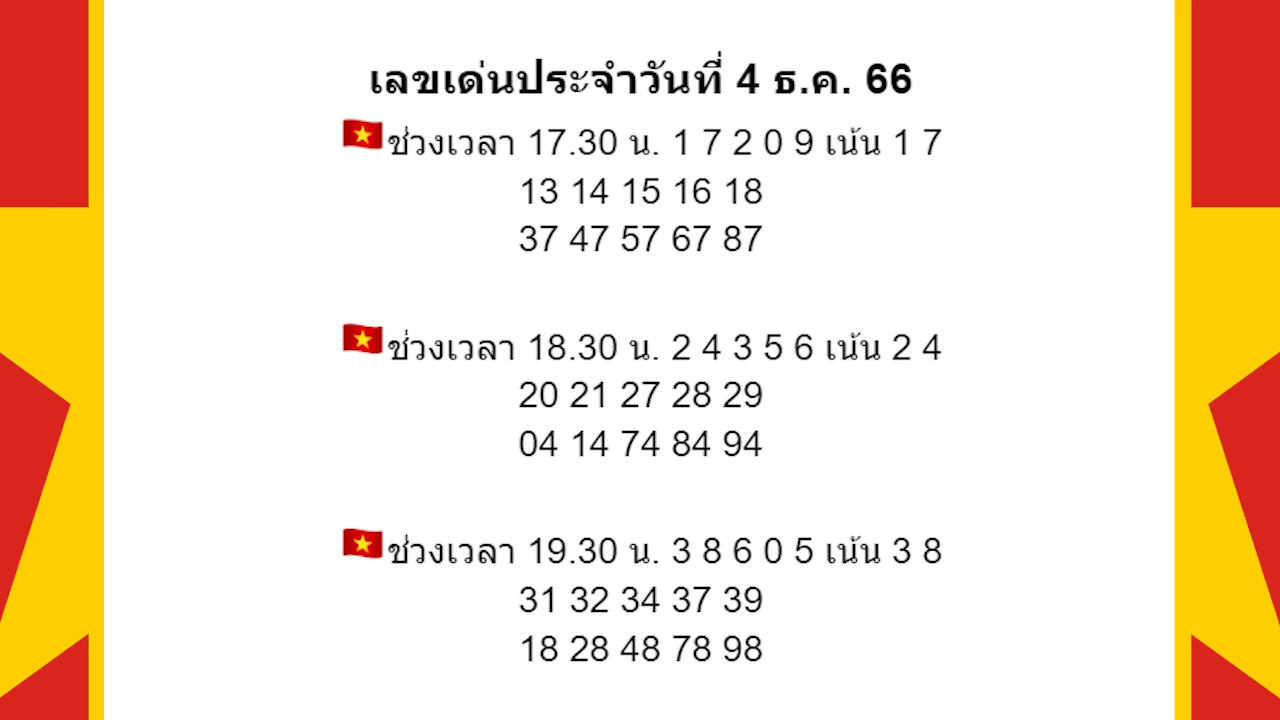 เลขเด่นประจำวันที่ 4 ธ.ค. 66
ช่วงเวลา 17.30 น. 1 7 2 0 9 เน้น 1 7
13 14 15 16 18
37 47 57 67 87
ช่วงเวลา 18.30 น. 2 4 3 5 6 เน้น 2 4
20 21 27 28 29
04 14 74 84 94
ช่วงเวลา 19.30 น. 3 8 6 0 5 เน้น 3 8
31 32 34 37 39
18 28 48 78 98